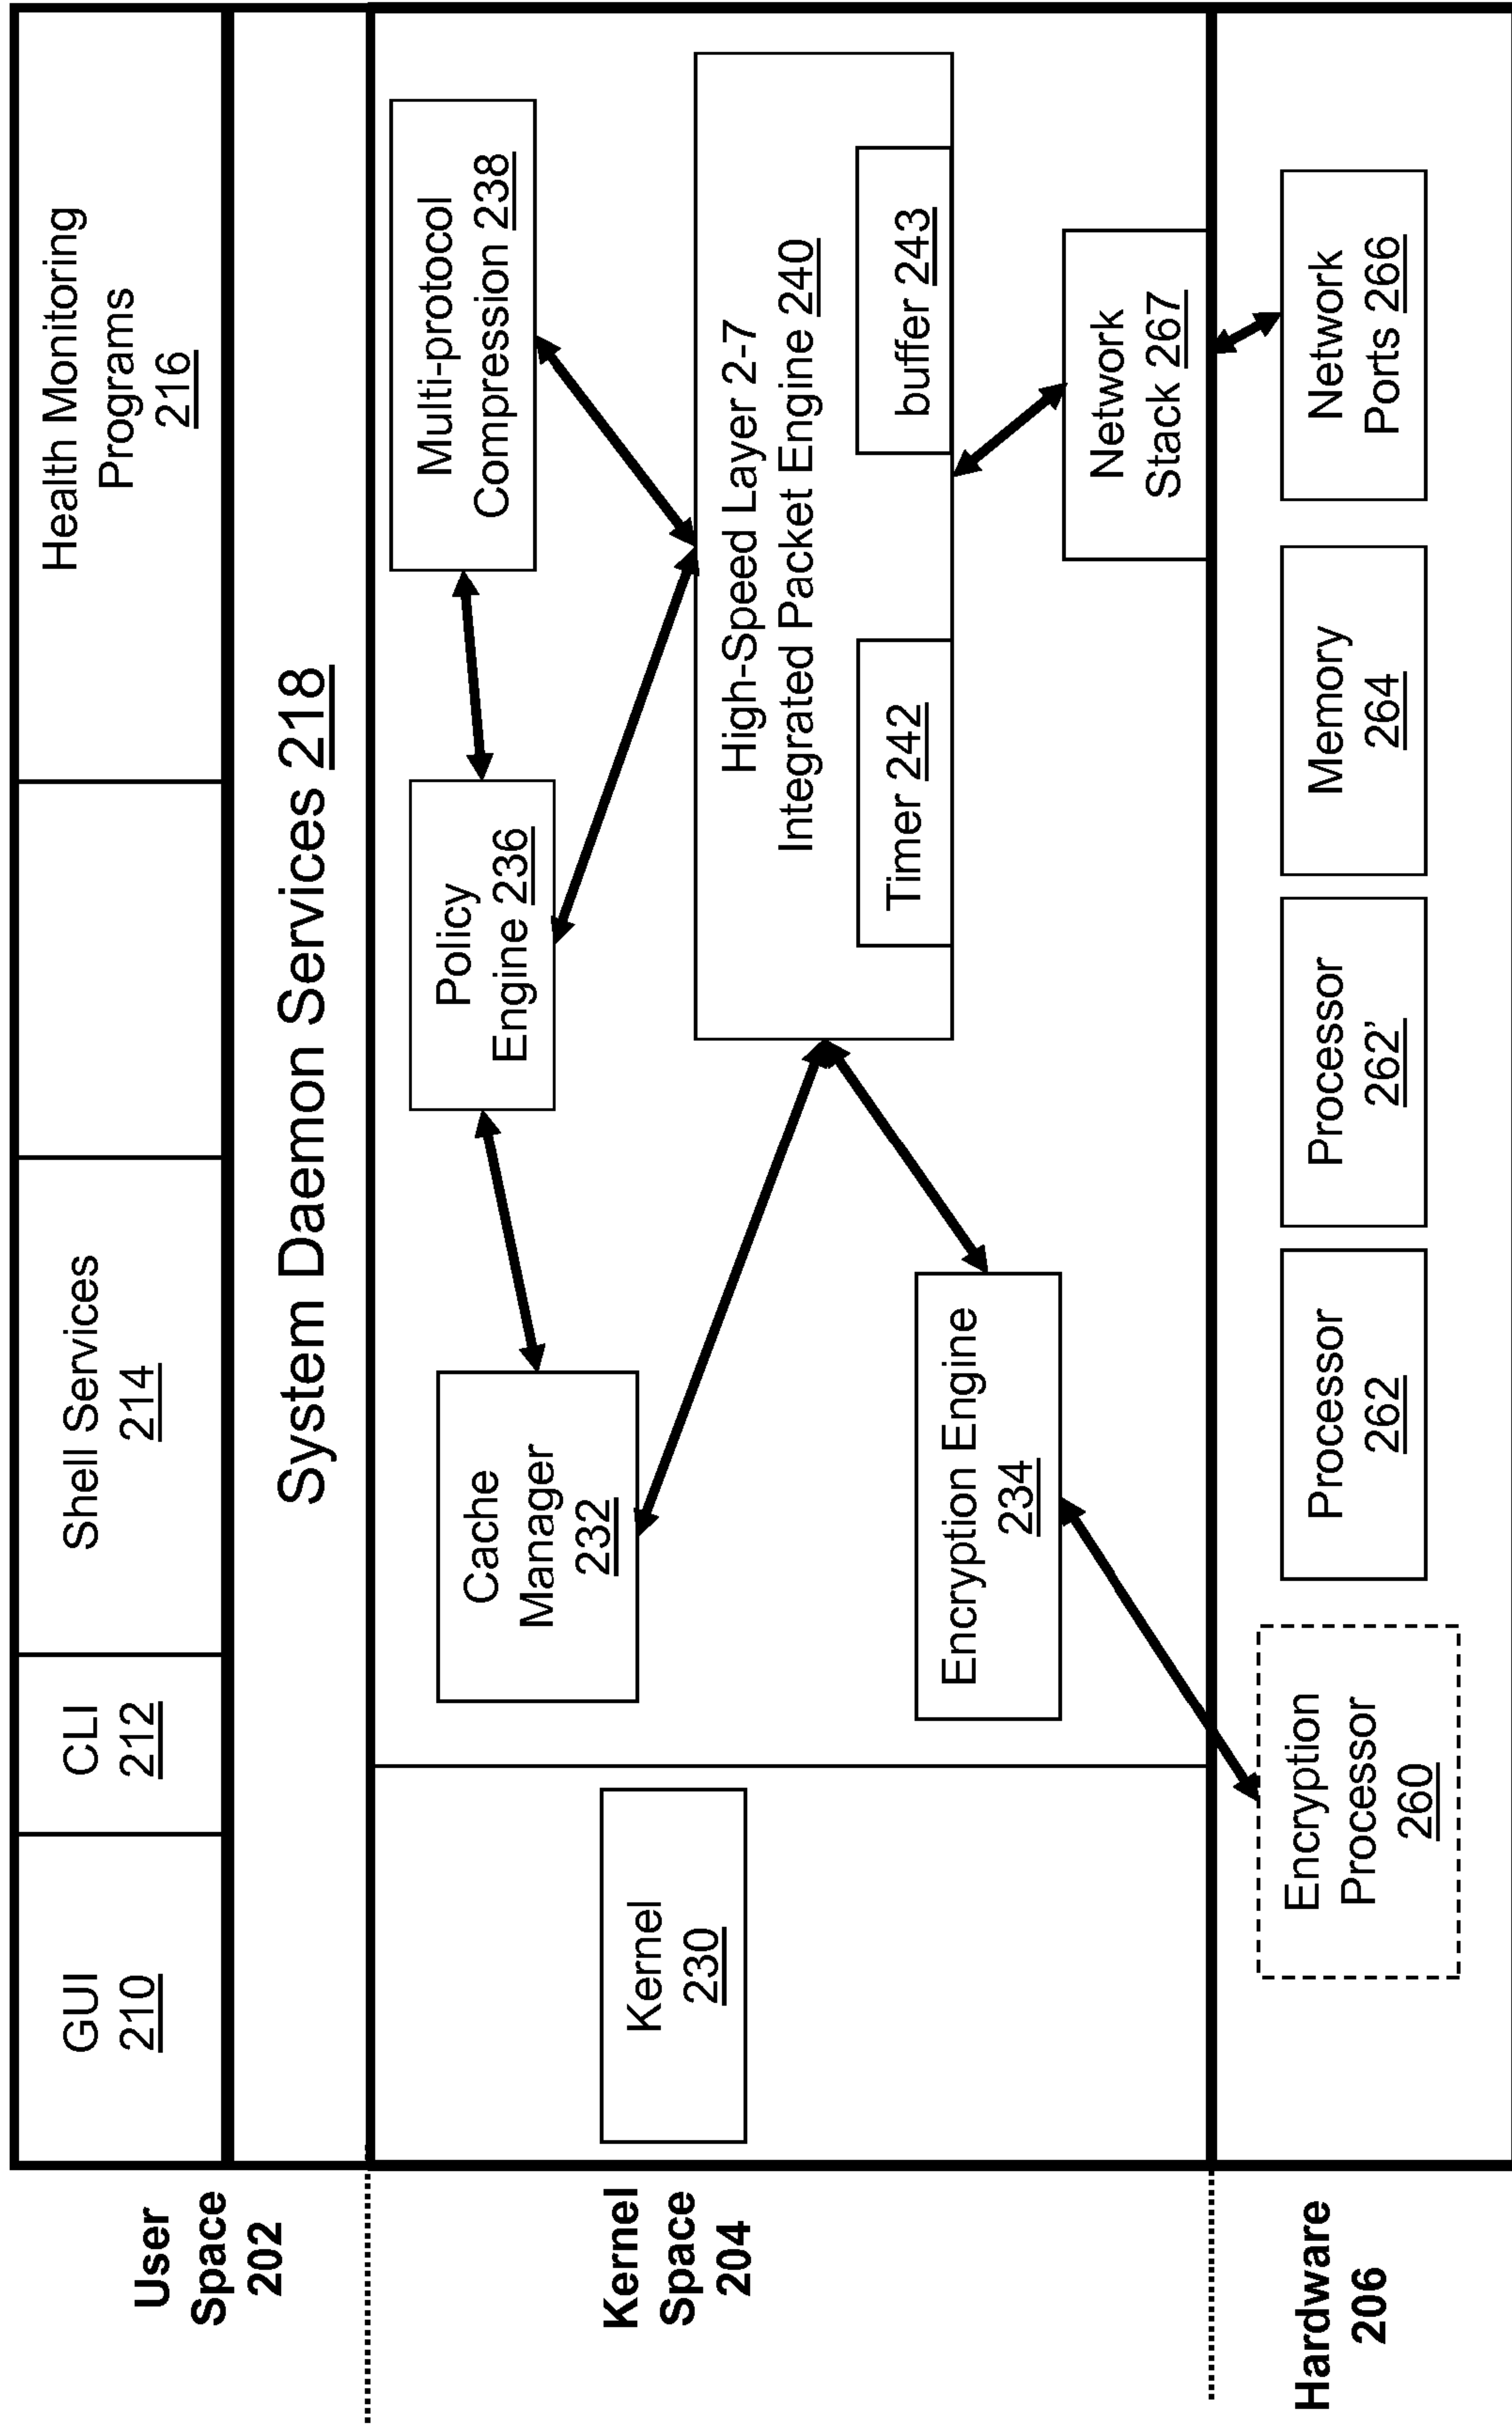 User
Space
202
GUI
210
CLI
212
Shell Services
214
Health Monitoring
Programs
216
System Daemon Services 218
Kernel
Space
204
Kernel
230
Cache
Manager
232
Policy
Engine 236
Multi-protocol
Compression 238
High-Speed Layer 2-7
Integrated Packet Engine 240
Timer 242
buffer 243
Encryption Engine
234
Network
Stack 267
Hardware
206
Encryption
Processor
260
Processor
262
Processor
262’
Memory
264
Network
Ports 266